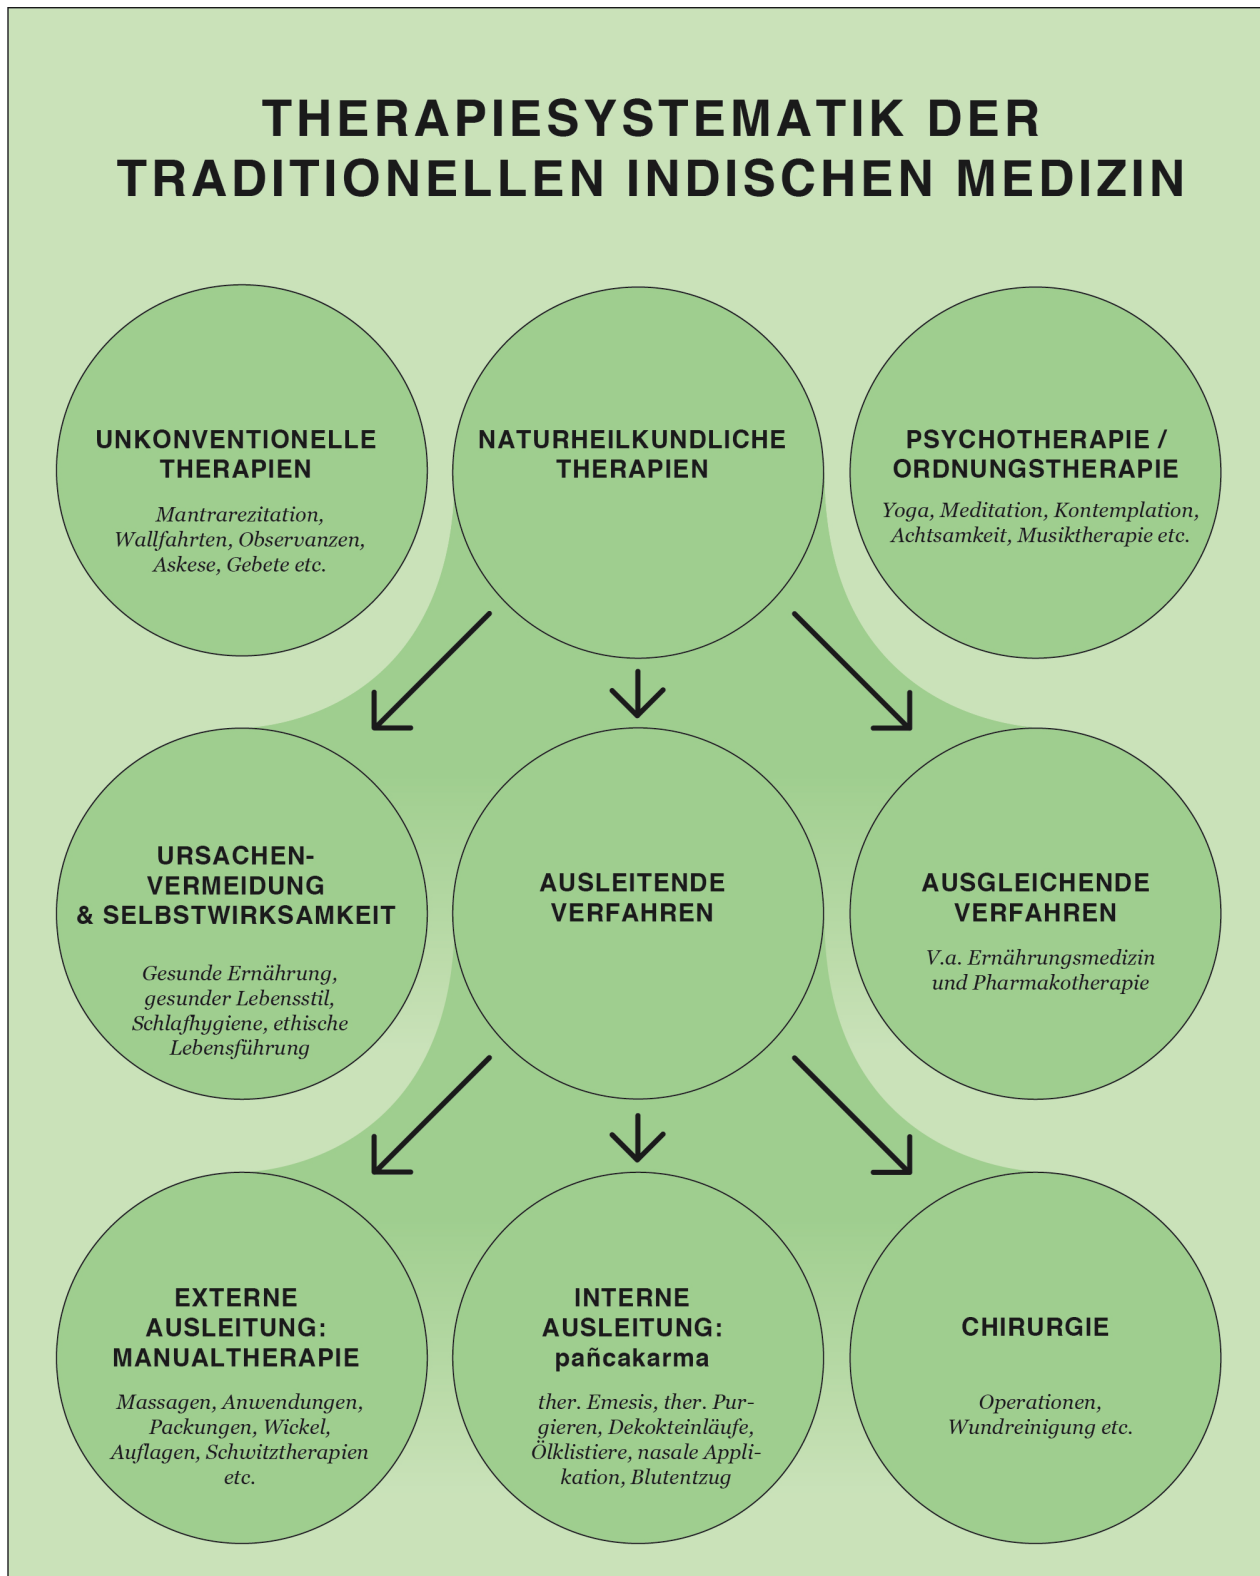 THERAPIESYSTEMATIK DER
TRADITIONELLEN INDISCHEN MEDIZIN
UNKONVENTIONELLE
THERAPIEN
Mantrarezitation,
Wallfahrten, Observanzen,
Askese, Gebete etc.
NATURHEILKUNDLICHE
THERAPIEN
PSYCHOTHERAPIE /
ORDNUNGSTHERAPIE
Yoga, Meditation, Kontemplation,
Achtsamkeit, Musiktherapie etc.
URSACHEN-
VERMEIDUNG
& SELBSTWIRKSAMKEIT
Gesunde Ernährung,
gesunder Lebensstil,
Schlafhygiene, ethische
Lebensführung
AUSLEITENDE
VERFAHREN
AUSGLEICHENDE
VERFAHREN
V.a. Ernährungsmedizin
und Pharmakotherapie
EXTERNE
AUSLEITUNG:
MANUALTHERAPIE
Massagen, Anwendungen,
Packungen, Wickel,
Auflagen, Schwitztherapien
etc.
INTERNE
AUSLEITUNG:
pañcakarma
ther. Emesis, ther. Pur-
gieren, Dekokteinläufe,
Ölklistiere, nasale Appli-
kation, Blutentzug
CHIRURGIE
Operationen,
Wundreinigung etc.